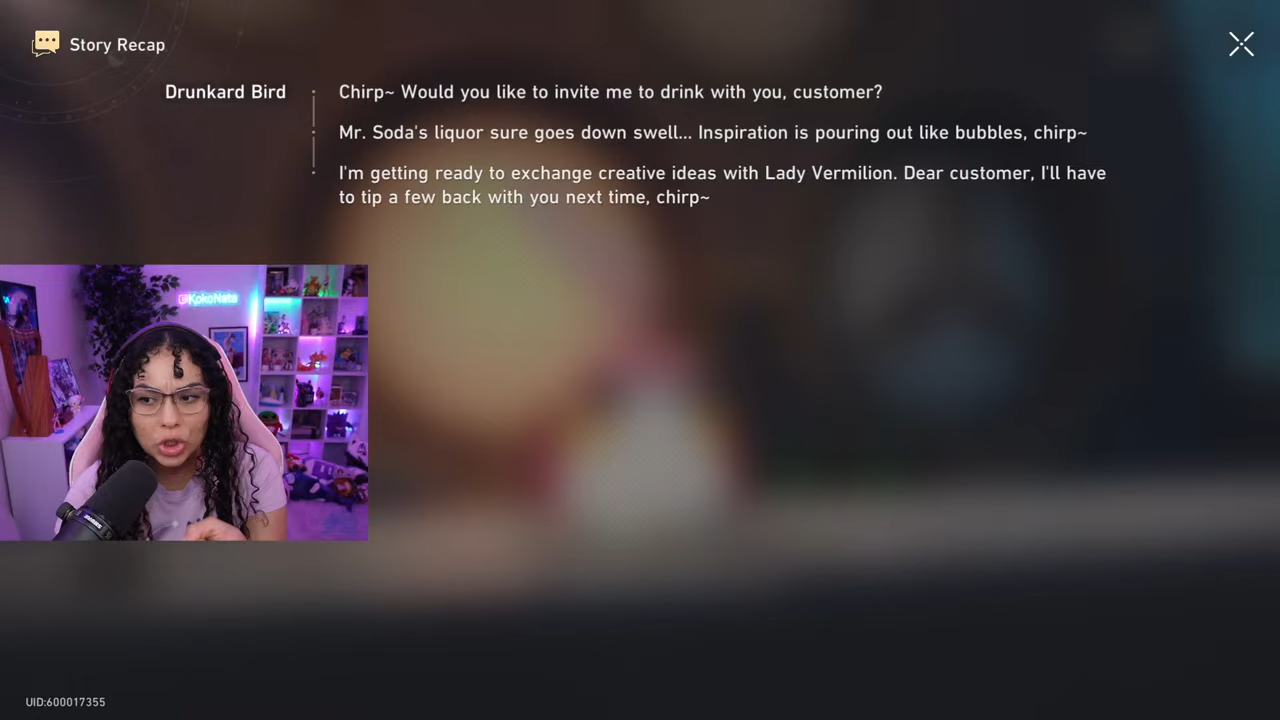 Story Recap
Drunkard Bird
Chirp~ Would you like to invite me to drink with you, customer?
Mr. Soda's liquor sure goes down swell... Inspiration is pouring out like bubbles, chirp~
I'm getting ready to exchange creative ideas with Lady Vermilion. Dear customer, I'll have
to tip a few back with you next time, chirp~
@KokoNata
UID:600017355